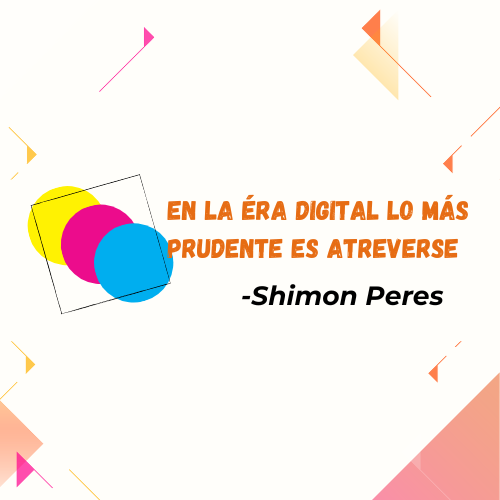 EN LA ÉRA DIGITAL LO MÁS
PRUDENTE ES ATREVERSE
-Shimon Peres